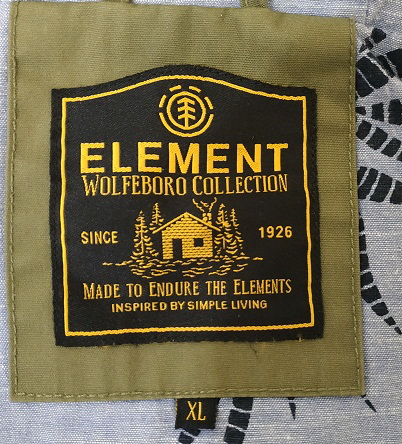 ELEMENT
WOLFEBORO COLLECTION
SINCE 1926
MADE TO ENDURE THE ELEMENTS
INSPIRED BY SIMPLE LIVING
XL